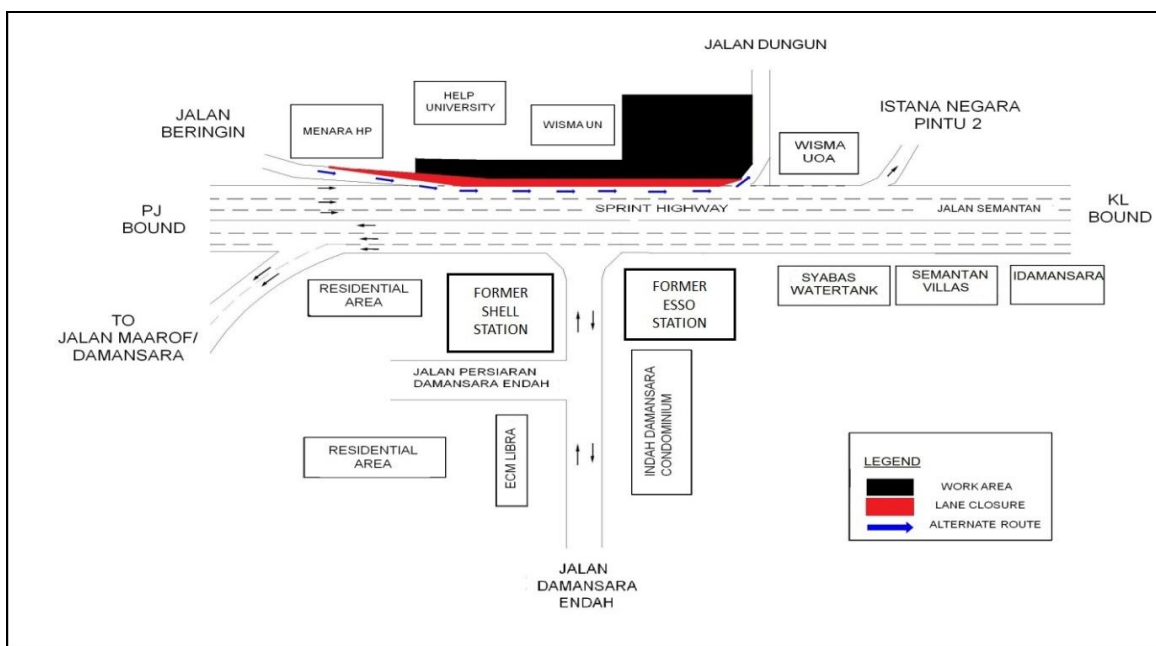 JALAN DUNGUN
HELP
UNIVERSITY
JALAN
BERINGIN
MENARA HP
WISMA UN
ISTANA NEGARA
PINTU 2
WISMA
UOA
PJ
BOUND
SPRINT HIGHWAY
JALAN SEMANTAN
KL
BOUND
RESIDENTIAL
AREA
FORMER
SHELL
STATION
FORMER
ESSO
STATION
SYABAS
WATERTANK
SEMANTAN
VILLAS
IDAMANSARA
TO
JALAN MAAROF/
DAMANSARA
JALAN PERSIARAN
DAMANSARA ENDAH
INDAH DAMANSARA
CONDOMINIUM
RESIDENTIAL
AREA
ECM LIBRA
LEGEND
WORK AREA
LANE CLOSURE
ALTERNATE ROUTE
JALAN
DAMANSARA
ENDAH